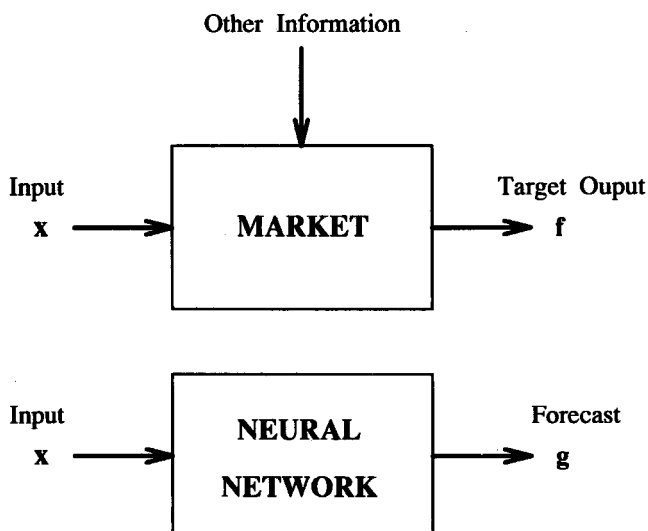 Other Information
Input
Target Ouput
x
MARKET
f
Input
Forecast
x
NEURAL
g
NETWORK